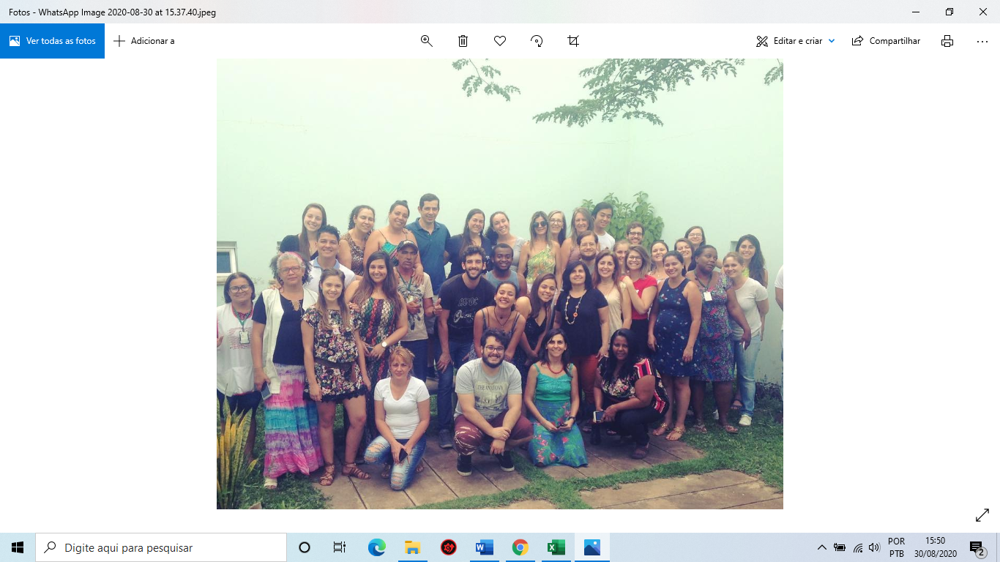 Fotos - WhatsApp Image 2020-08-30 at 15.37.40.jpeg
Ver todas as fotos
Adicionar a
Editar e criar
Compartilhar
AC/DC
Digite aqui para pesquisar
POR
PTB
15:50
30/08/2020
2